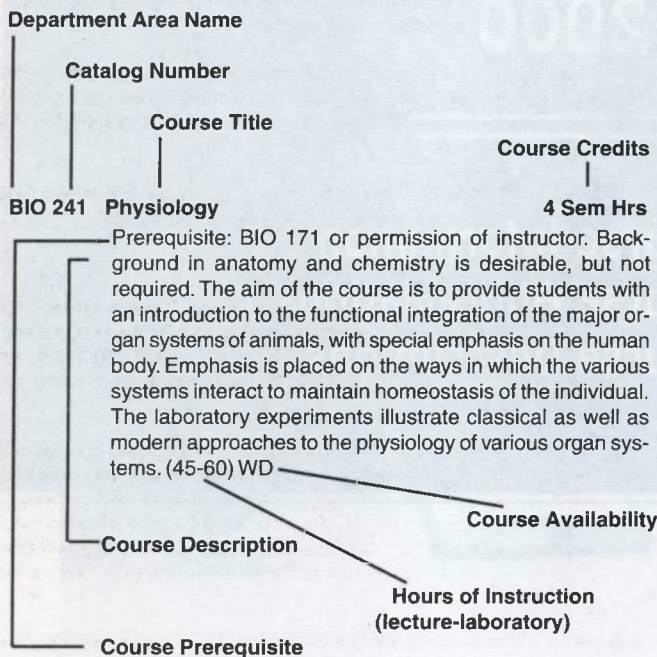 Department Area Name
Catalog Number
Course Title
Course Credits
BIO 241 Physiology 4 Sem Hrs
Prerequisite: BIO 171 or permission of instructor. Back-
ground in anatomy and chemistry is desirable, but not
required. The aim of the course is to provide students with
an introduction to the functional integration of the major or-
gan systems of animals, with special emphasis on the human
body. Emphasis is placed on the ways in which the various
systems interact to maintain homeostasis of the individual.
The laboratory experiments illustrate classical as well as
modern approaches to the physiology of various organ sys-
tems. (45-60) WD
Course Availability
Course Description
Hours of Instruction
(lecture-laboratory)
Course Prerequisite